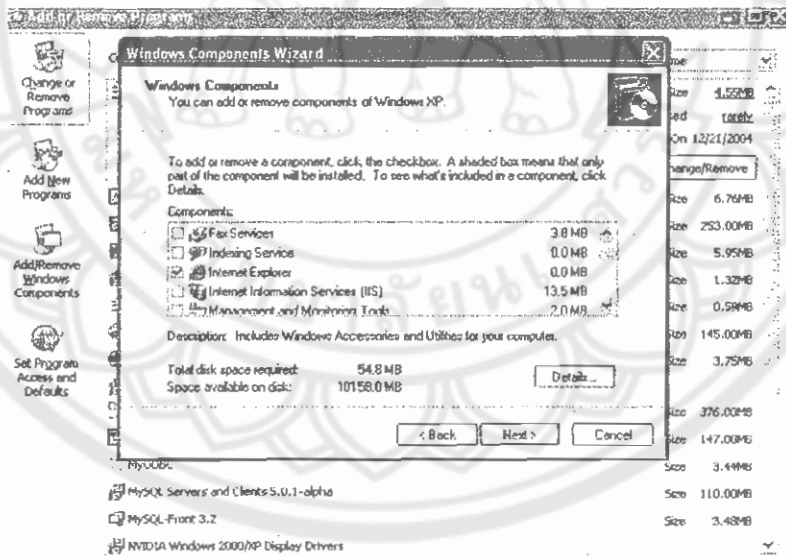 Add or Remove Programs
Change or
Remove
Programs
Add New
Programs
Add/Remove
Windows
Components
Set Program
Access and
Defaults
Windows Components Wizard
Windows Components
You can add or remove components of Windows XP.
To add or remove a component, click the checkbox. A shaded box means that only
part of the component will be installed. To see what's included in a component, click
Details.
Components:
Fax Services 3.8 MB
Indexing Service 0.0 MB
Internet Explorer 0.0 MB
Internet Information Services (IIS) 13.5 MB
Management and Monitoring Tools 2.0 MB
Description: Includes Windows Accessories and Utilities for your computer.
Total disk space required: 54.8 MB
Space available on disk: 10158.0 MB
Details...
< Back
Next >
Cancel
Size 4.55MB
rarely
On 12/21/2004
Change/Remove
Size 6.76MB
Size 253.00MB
Size 5.95MB
Size 1.32MB
Size 0.59MB
Size 145.00MB
Size 3.75MB
Size 376.00MB
Size 147.00MB
MyODBC Size 3.44MB
MySQL Servers and Clients 5.0.1-alpha Size 110.00MB
MySQL-Front 3.2 Size 3.48MB
NVIDIA Windows 2000/XP Display Drivers